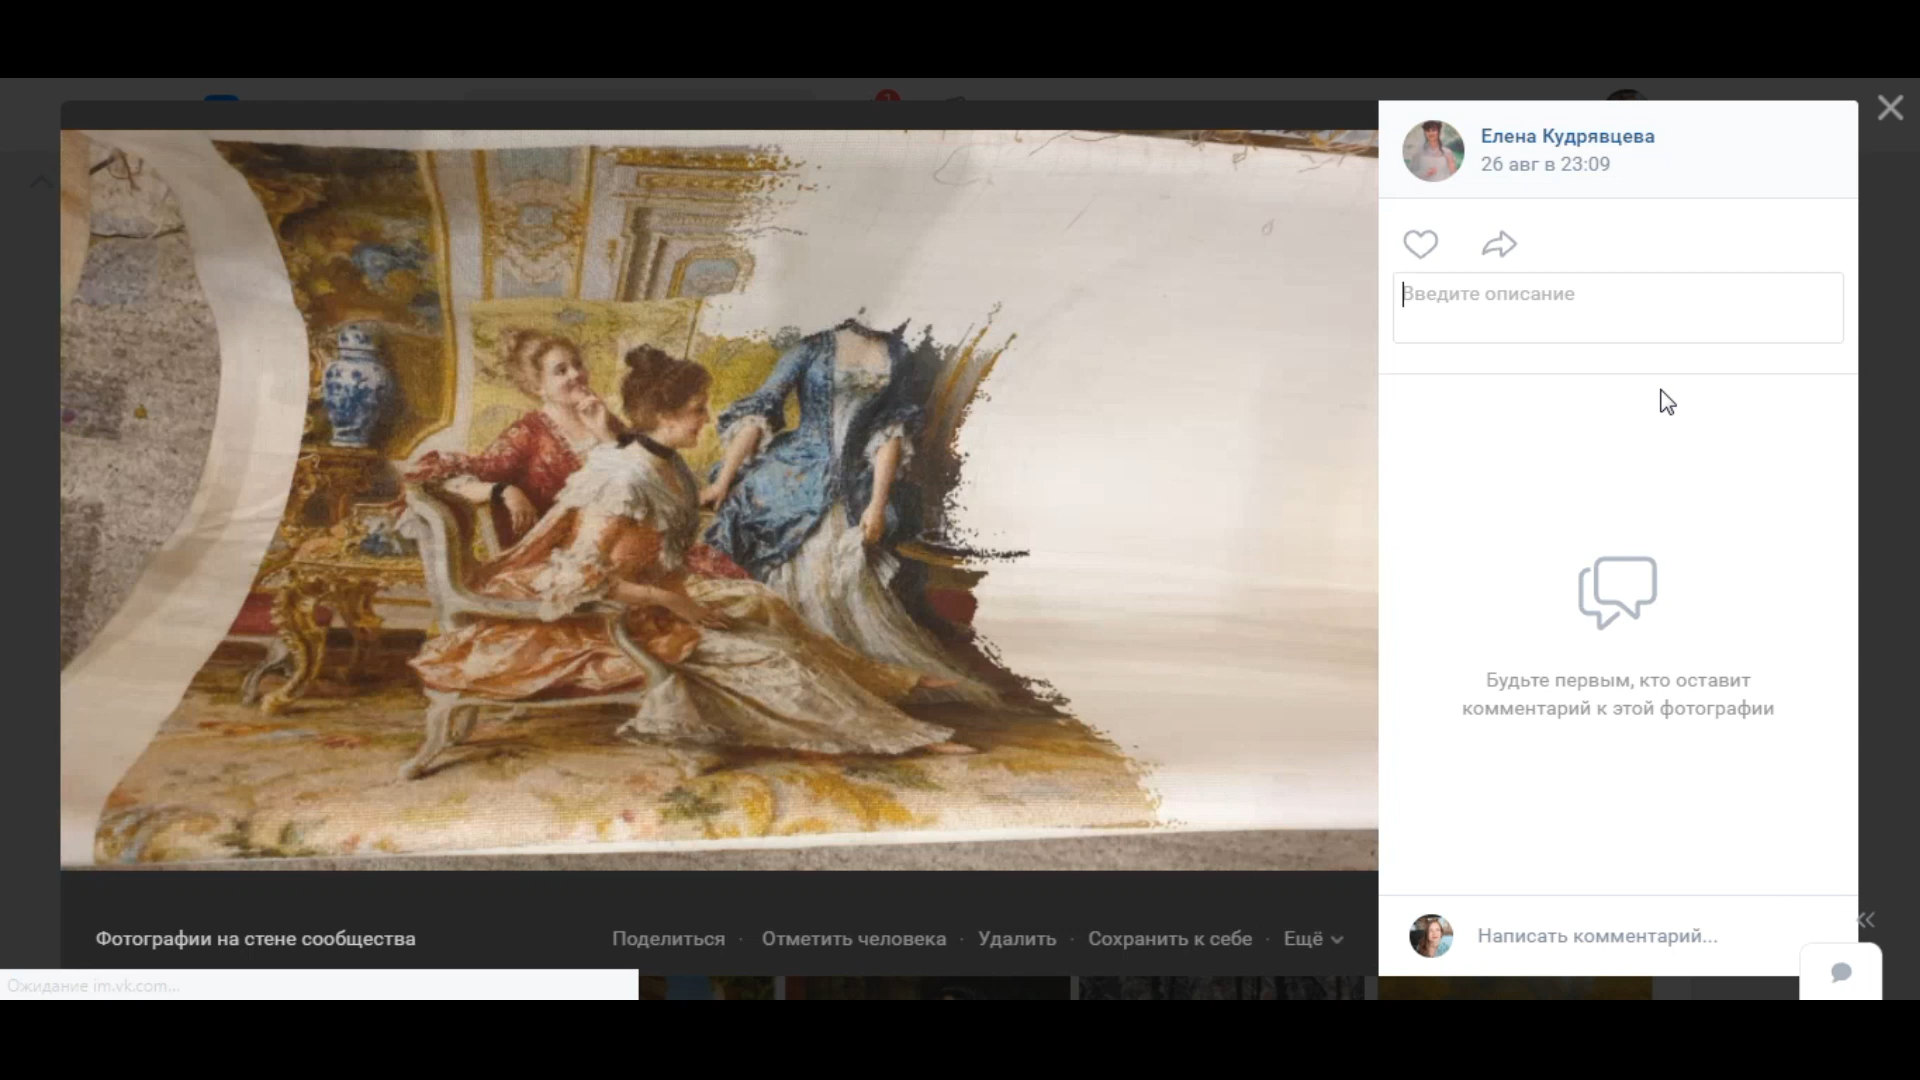 Елена Кудрявцева
26 авг в 23:09
Введите описание
Будьте первым, кто оставит
комментарий к этой фотографии
Фотографии на стене сообщества
Поделиться · Отметить человека · Удалить · Сохранить к себе · Ещё
Написать комментарий...
Ожидание im.vk.com...